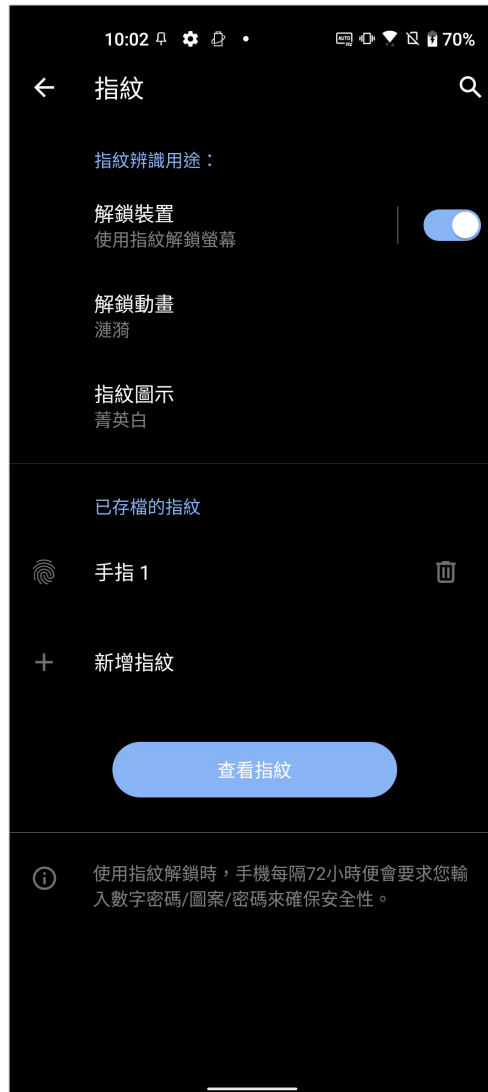 10:02 70%
指紋
指紋辨識用途：
解鎖裝置
使用指紋解鎖螢幕
解鎖動畫
漣漪
指紋圖示
菁英白
已存檔的指紋
手指 1
新增指紋
查看指紋
使用指紋解鎖時，手機每隔72小時便會要求您輸
入數字密碼/圖案/密碼來確保安全性。